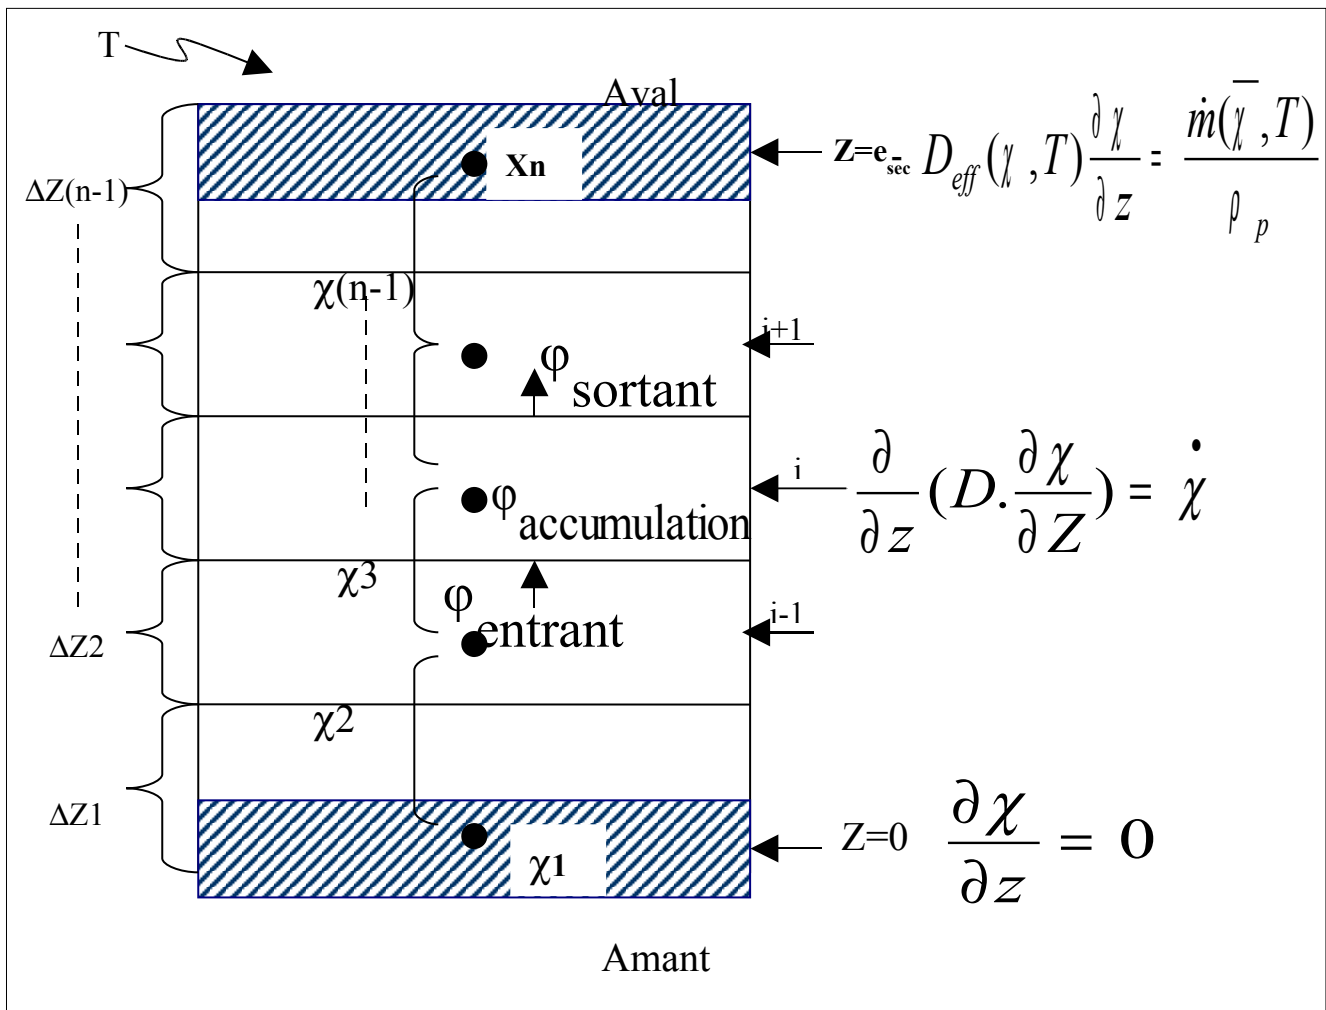 T
Aval
Xn
Z=e_séc -D_eff(χ ,T) ∂χ/∂z = ṁ(χ̅ ,T)/ρ_p
ΔZ(n-1)
χ(n-1)
i+1
φ sortant
i
∂/∂z (D.∂χ/∂Z) = χ̇
φ accumulation
χ3
φ entrant
i-1
ΔZ2
χ2
ΔZ1
χ1
Z=0 ∂χ/∂z = 0
Amant